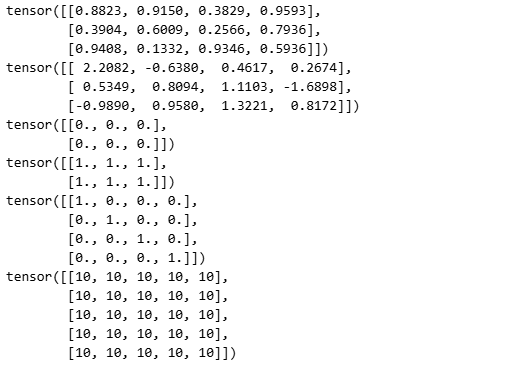 tensor([[0.8823, 0.9150, 0.3829, 0.9593],
        [0.3904, 0.6009, 0.2566, 0.7936],
        [0.9408, 0.1332, 0.9346, 0.5936]])
tensor([[ 2.2082, -0.6380,  0.4617,  0.2674],
        [ 0.5349,  0.8094,  1.1103, -1.6898],
        [-0.9890,  0.9580,  1.3221,  0.8172]])
tensor([[0., 0., 0.],
        [0., 0., 0.]])
tensor([[1., 1., 1.],
        [1., 1., 1.]])
tensor([[1., 0., 0., 0.],
        [0., 1., 0., 0.],
        [0., 0., 1., 0.],
        [0., 0., 0., 1.]])
tensor([[10, 10, 10, 10, 10],
        [10, 10, 10, 10, 10],
        [10, 10, 10, 10, 10],
        [10, 10, 10, 10, 10],
        [10, 10, 10, 10, 10]])